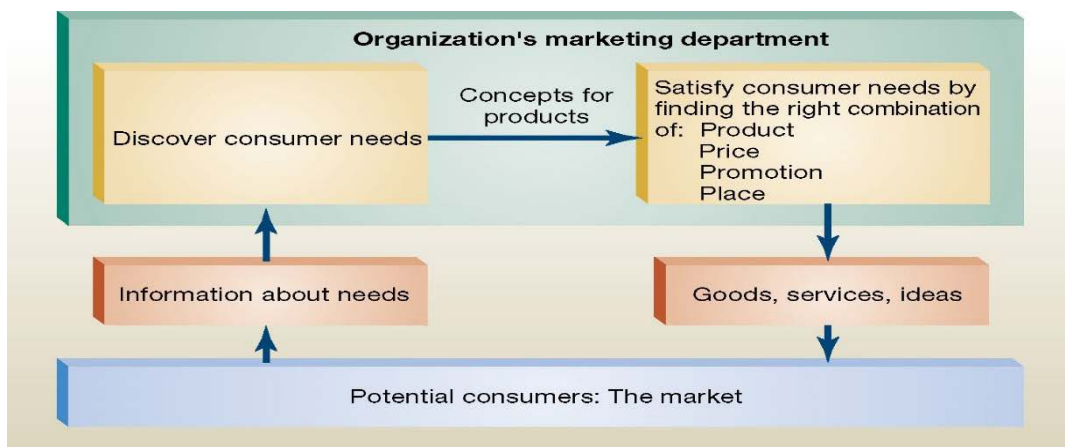 Organization's marketing department
Discover consumer needs
Concepts for
products
Satisfy consumer needs by
finding the right combination
of: Product
Price
Promotion
Place
Information about needs
Goods, services, ideas
Potential consumers: The market